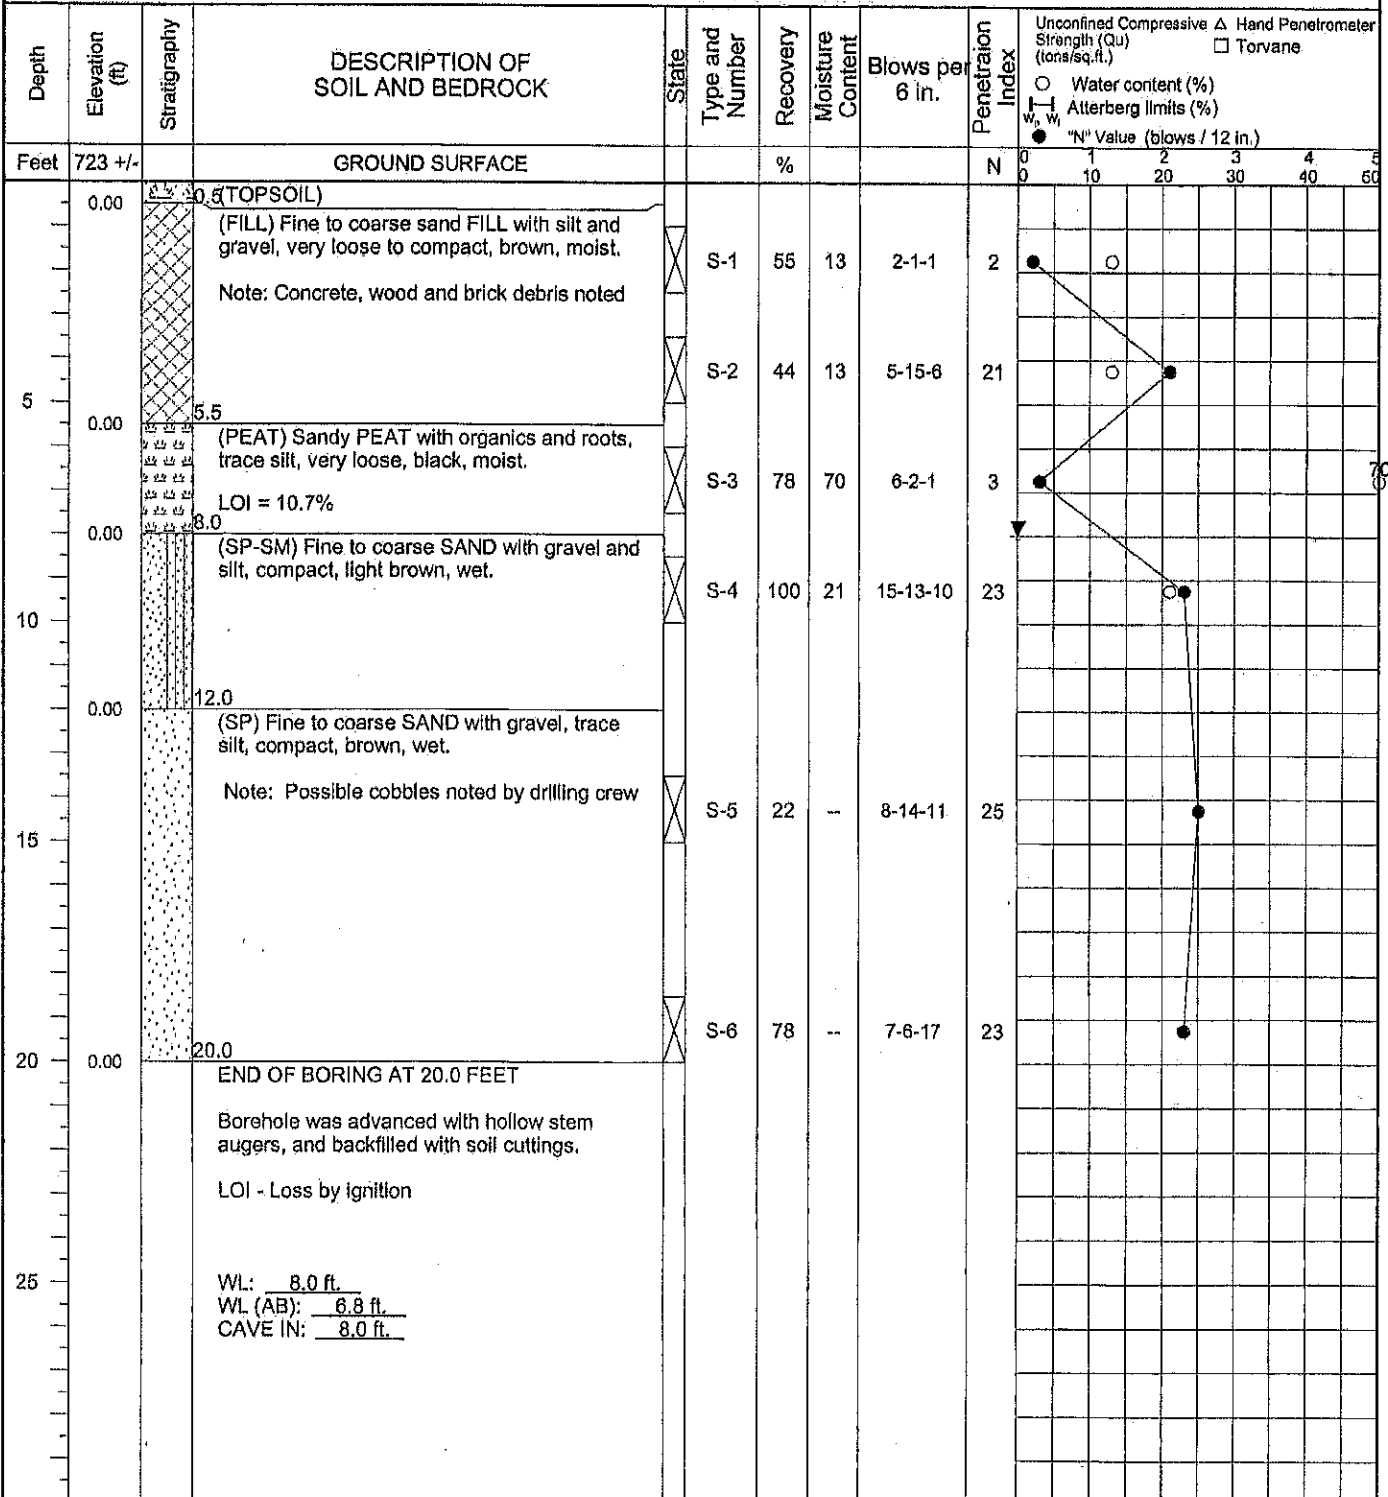 Depth
Elevation
(ft)
Stratigraphy
DESCRIPTION OF
SOIL AND BEDROCK
State
Type and
Number
Recovery
Moisture
Content
Blows per
6 in.
Penetraion
Index
Unconfined Compressive △ Hand Penetrometer
Strength (Qu) □ Torvane
(tons/sq.ft.)
○ Water content (%)
Atterberg limits (%)
Wp Wl
● "N" Value (blows / 12 in.)
Feet 723 +/- GROUND SURFACE % N
0 1 2 3 4 5
0 10 20 30 40 50
0.00 0.5 (TOPSOIL)
(FILL) Fine to coarse sand FILL with silt and
gravel, very loose to compact, brown, moist.
S-1 55 13 2-1-1 2
Note: Concrete, wood and brick debris noted
S-2 44 13 5-15-6 21
5
0.00 5.5
(PEAT) Sandy PEAT with organics and roots,
trace silt, very loose, black, moist.
S-3 78 70 6-2-1 3 70
LOI = 10.7%
0.00 8.0
(SP-SM) Fine to coarse SAND with gravel and
silt, compact, light brown, wet.
S-4 100 21 15-13-10 23
10
0.00 12.0
(SP) Fine to coarse SAND with gravel, trace
silt, compact, brown, wet.
Note: Possible cobbles noted by drilling crew
S-5 22 -- 8-14-11 25
15
S-6 78 -- 7-6-17 23
20 0.00 20.0
END OF BORING AT 20.0 FEET
Borehole was advanced with hollow stem
augers, and backfilled with soil cuttings.
LOI - Loss by ignition
25
WL: 8.0 ft.
WL (AB): 6.8 ft.
CAVE IN: 8.0 ft.